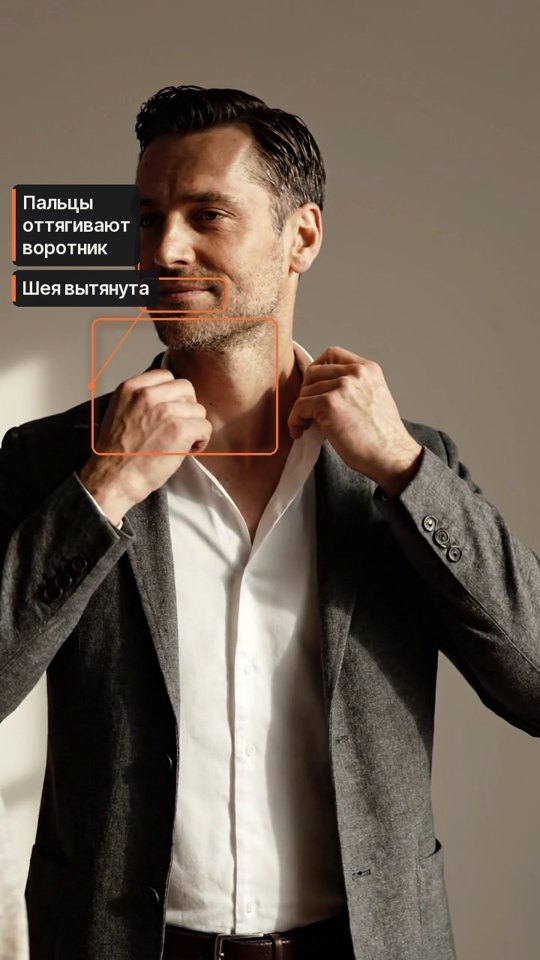 Пальцы
оттягивают
воротник
Шея вытянута